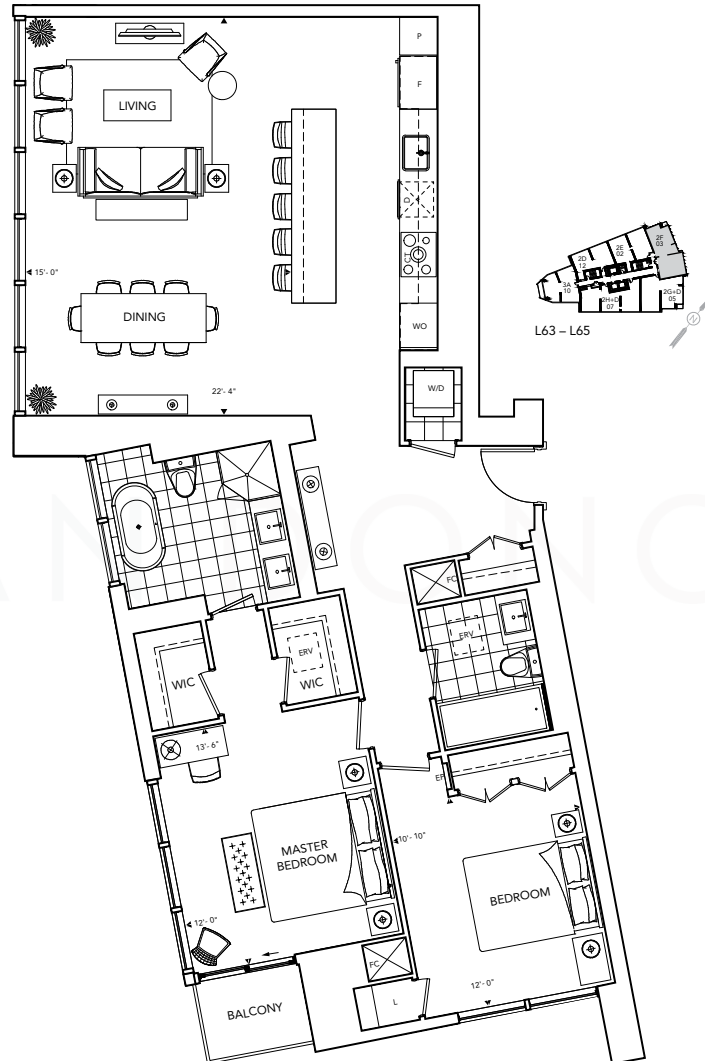 P
F
LIVING
D
CT
15'- 0"
DINING
WO
22'- 4"
W/D
2F
03
2E
02
2D
12
3A
10
2G+D
05
2H+D
07
N
L63 – L65
FC
ERV
ERV
WIC
WIC
13'- 6"
EP
10'- 10"
MASTER
BEDROOM
BEDROOM
12'- 0"
FC
12'- 0"
L
BALCONY